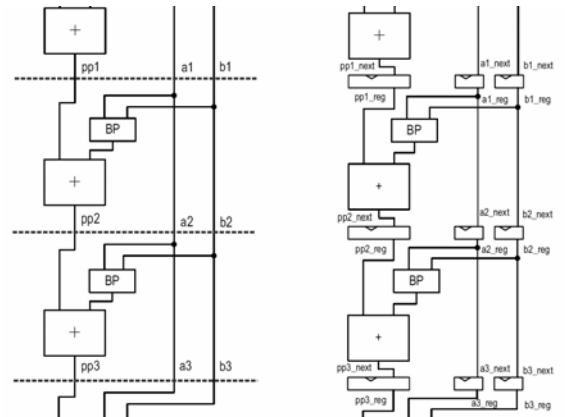 + +
pp1 a1 b1 pp1_next a1_next b1_next
pp1_reg a1_reg b1_reg
BP BP
+ +
pp2 a2 b2 pp2_next a2_next b2_next
pp2_reg a2_reg b2_reg
BP BP
+ +
pp3 a3 b3 pp3_next a3_next b3_next
pp3_reg a3_reg b3_reg